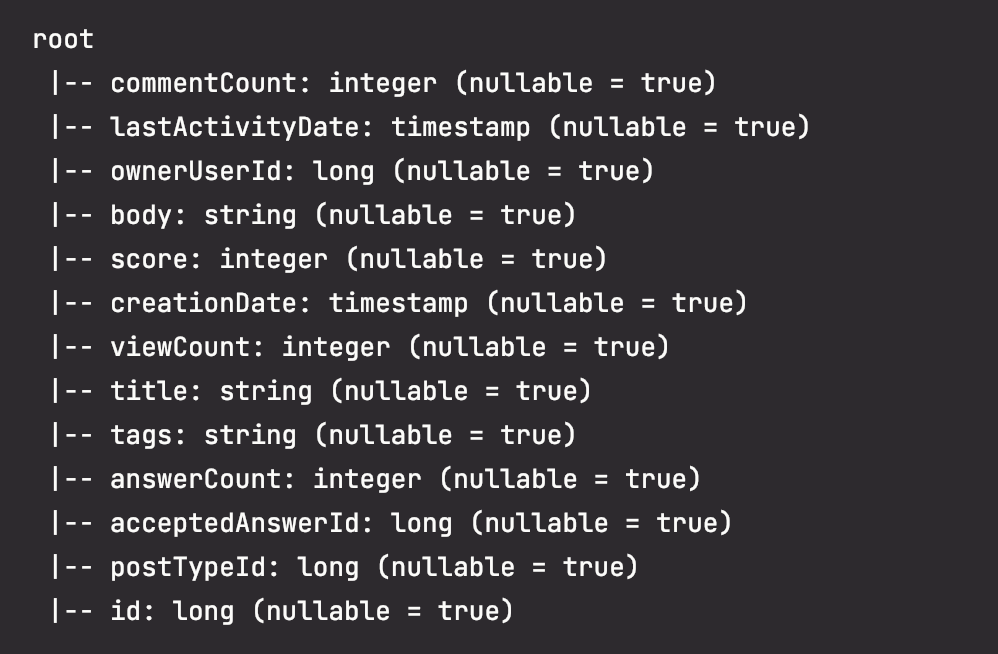 root
 |-- commentCount: integer (nullable = true)
 |-- lastActivityDate: timestamp (nullable = true)
 |-- ownerUserId: long (nullable = true)
 |-- body: string (nullable = true)
 |-- score: integer (nullable = true)
 |-- creationDate: timestamp (nullable = true)
 |-- viewCount: integer (nullable = true)
 |-- title: string (nullable = true)
 |-- tags: string (nullable = true)
 |-- answerCount: integer (nullable = true)
 |-- acceptedAnswerId: long (nullable = true)
 |-- postTypeId: long (nullable = true)
 |-- id: long (nullable = true)